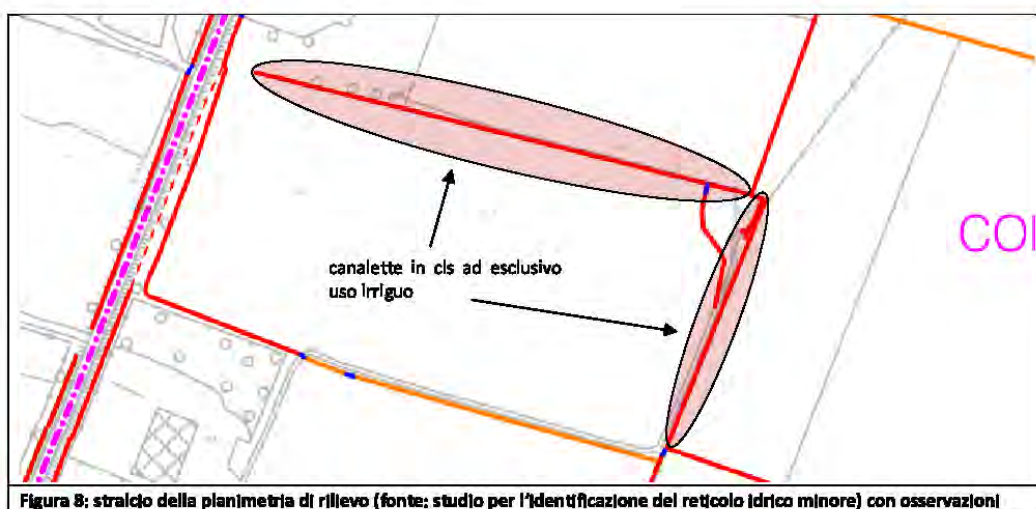 COI
canalette in cls ad esclusivo
uso irriguo
Figura 8: stralcio della planimetria di rilievo (fonte: studio per l'identificazione del reticolo idrico minore) con osservazioni